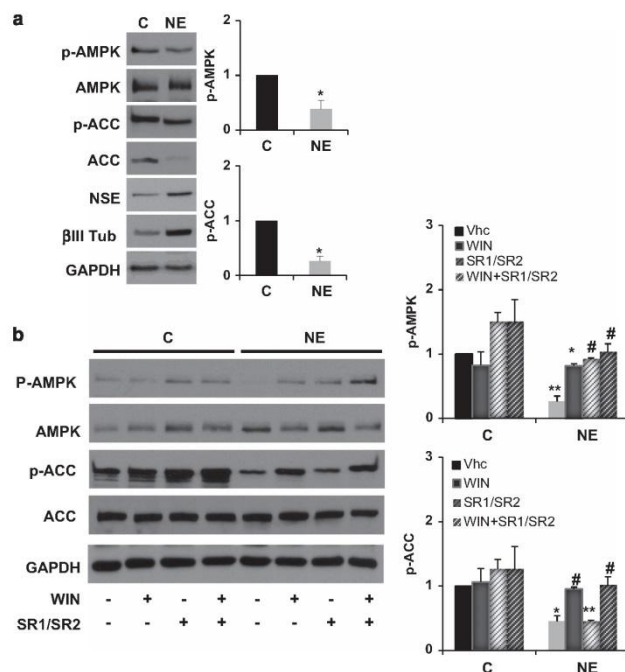 a
C NE
p-AMPK
AMPK
p-ACC
ACC
NSE
βIII Tub
GAPDH
p-AMPK
2
1
0
*
C NE
p-ACC
2
1
0
*
C NE
b
C NE
P-AMPK
AMPK
p-ACC
ACC
GAPDH
WIN - + - + - + - +
SR1/SR2 - - + + - - + +
p-AMPK
3
2
1
0
Vhc
WIN
SR1/SR2
WIN+SR1/SR2
** * # #
C NE
p-ACC
2
1
0
Vhc
WIN
SR1/SR2
WIN+SR1/SR2
* # ** #
C NE